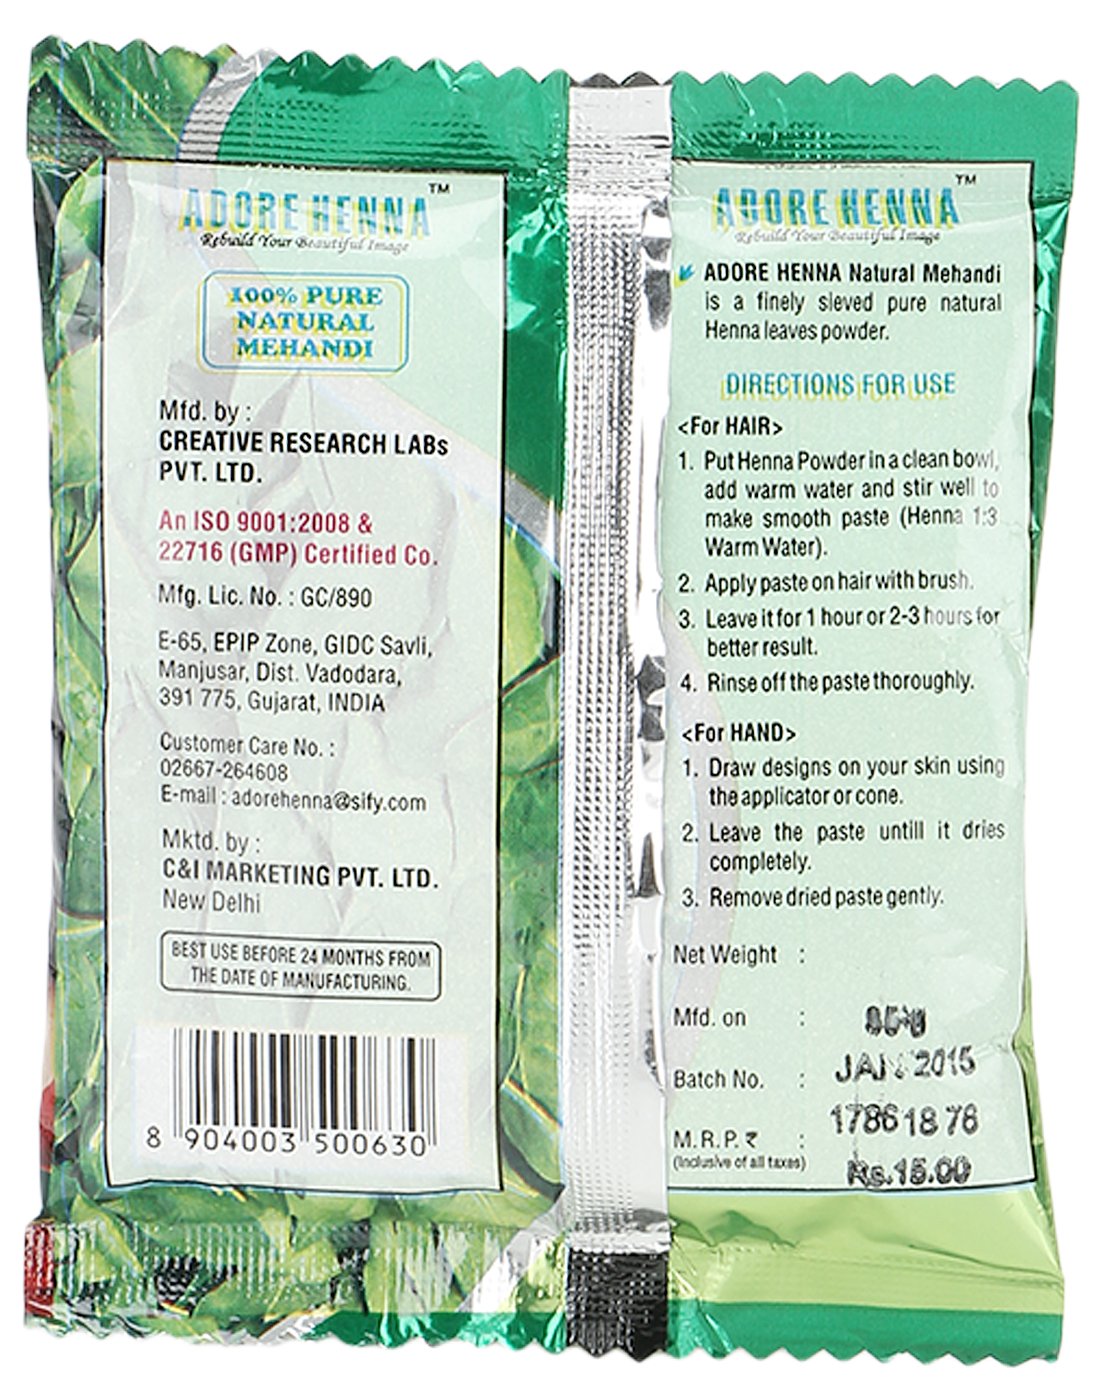 ADORE HENNA™
Rebuild Your Beautiful Image
100% PURE
NATURAL
MEHANDI
Mfd. by :
CREATIVE RESEARCH LABs
PVT. LTD.
An ISO 9001:2008 &
22716 (GMP) Certified Co.
Mfg. Lic. No. : GC/890
E-65, EPIP Zone, GIDC Savli,
Manjusar, Dist. Vadodara,
391 775, Gujarat, INDIA
Customer Care No. :
02667-264608
E-mail : adorehenna@sify.com
Mktd. by :
C&I MARKETING PVT. LTD.
New Delhi
BEST USE BEFORE 24 MONTHS FROM
THE DATE OF MANUFACTURING.
8 904003 500630
ADORE HENNA™
Rebuild Your Beautiful Image
ADORE HENNA Natural Mehandi
is a finely sieved pure natural
Henna leaves powder.
DIRECTIONS FOR USE
<For HAIR>
1. Put Henna Powder in a clean bowl,
add warm water and stir well to
make smooth paste (Henna 1:3
Warm Water).
2. Apply paste on hair with brush.
3. Leave it for 1 hour or 2-3 hours for
better result.
4. Rinse off the paste thoroughly.
<For HAND>
1. Draw designs on your skin using
the applicator or cone.
2. Leave the paste untill it dries
completely.
3. Remove dried paste gently.
Net Weight :
Mfd. on :
JAN 2015
Batch No. :
17861876
M.R.P. ₹ :
(Inclusive of all taxes)
Rs.15.00